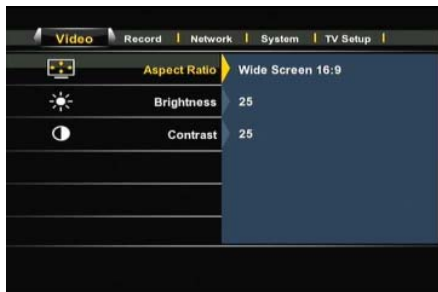 Video Record Network System TV Setup
Aspect Ratio Wide Screen 16:9
Brightness 25
Contrast 25